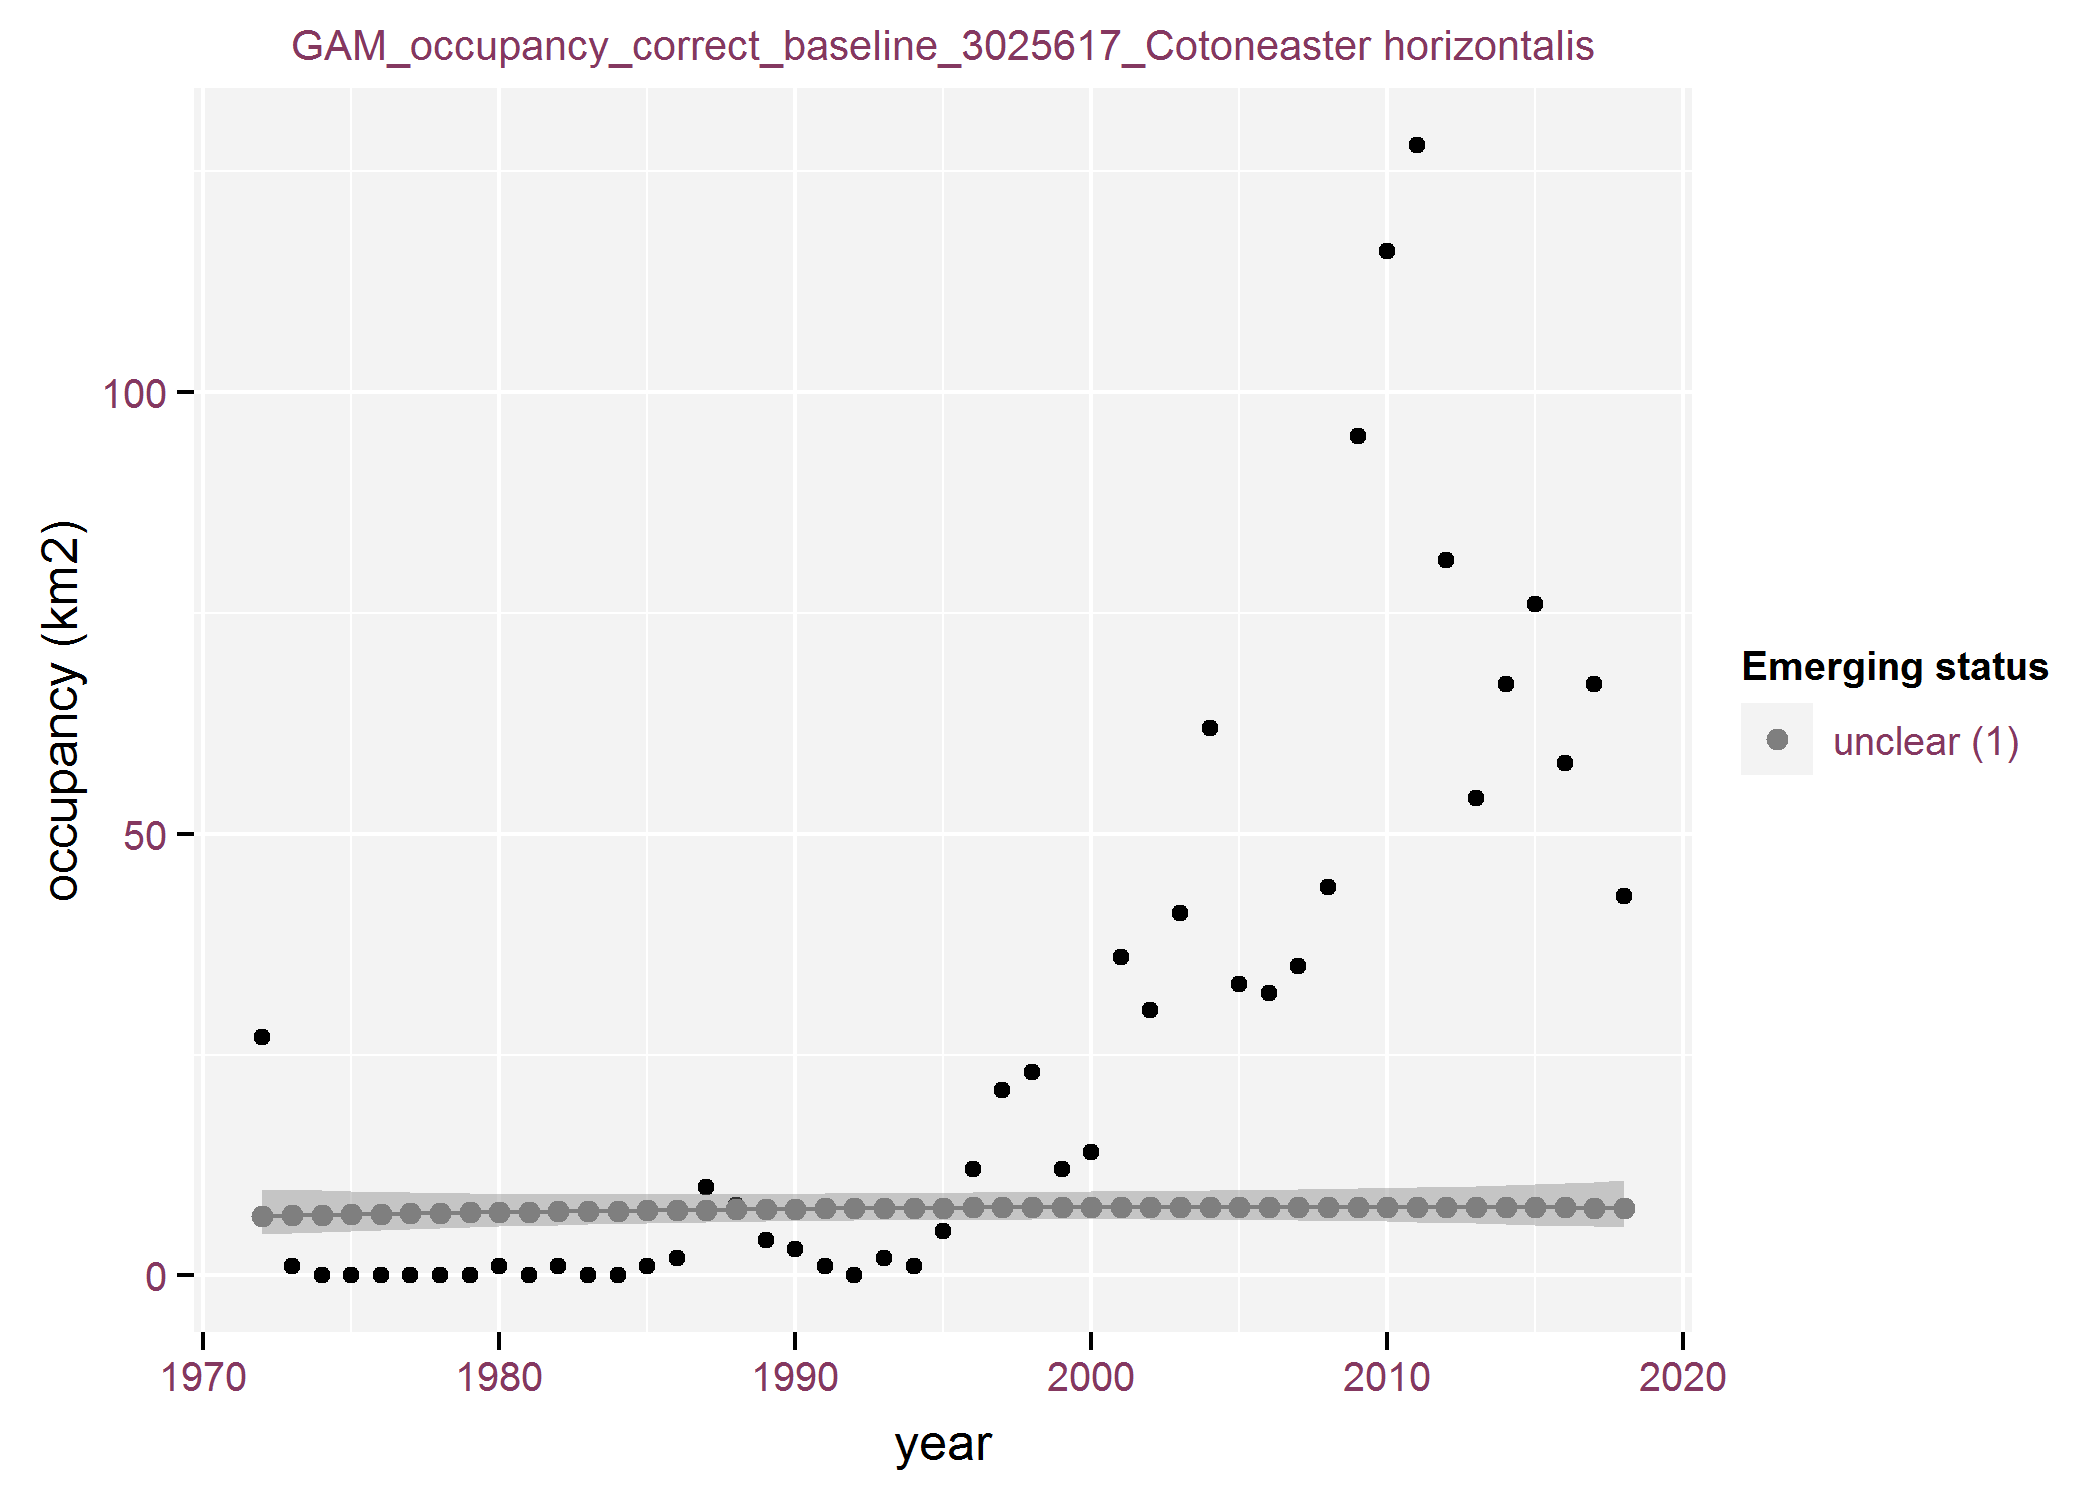 GAM_occupancy_correct_baseline_3025617_Cotoneaster horizontalis
100
50
0
occupancy (km2)
1970 1980 1990 2000 2010 2020
year
Emerging status
unclear (1)